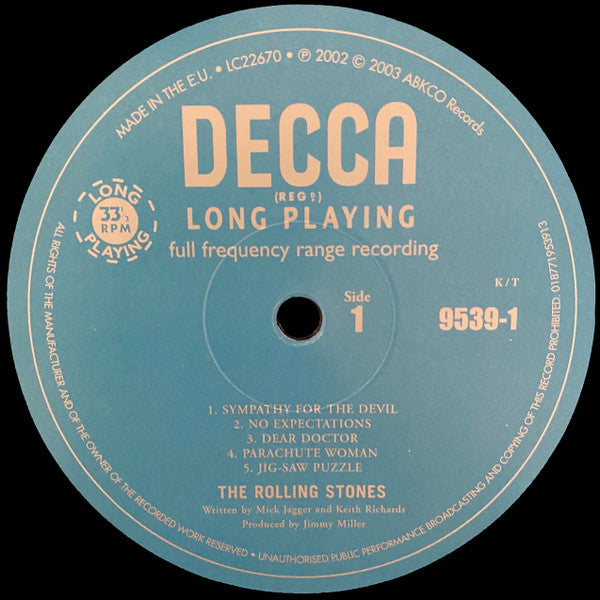 MADE IN THE E.U. • LC22670 • ℗ 2002 © 2003 ABKCO Records
DECCA
(REGᴰ)
LONG PLAYING
full frequency range recording
LONG
33⅓
RPM
PLAYING
K/T
Side
1
9539-1
1. SYMPATHY FOR THE DEVIL
2. NO EXPECTATIONS
3. DEAR DOCTOR
4. PARACHUTE WOMAN
5. JIG-SAW PUZZLE
THE ROLLING STONES
Written by Mick Jagger and Keith Richards
Produced by Jimmy Miller
ALL RIGHTS OF THE MANUFACTURER AND OF THE OWNER OF THE RECORDED WORK RESERVED • UNAUTHORISED PUBLIC PERFORMANCE BROADCASTING AND COPYING OF THIS RECORD PROHIBITED. 018771953913